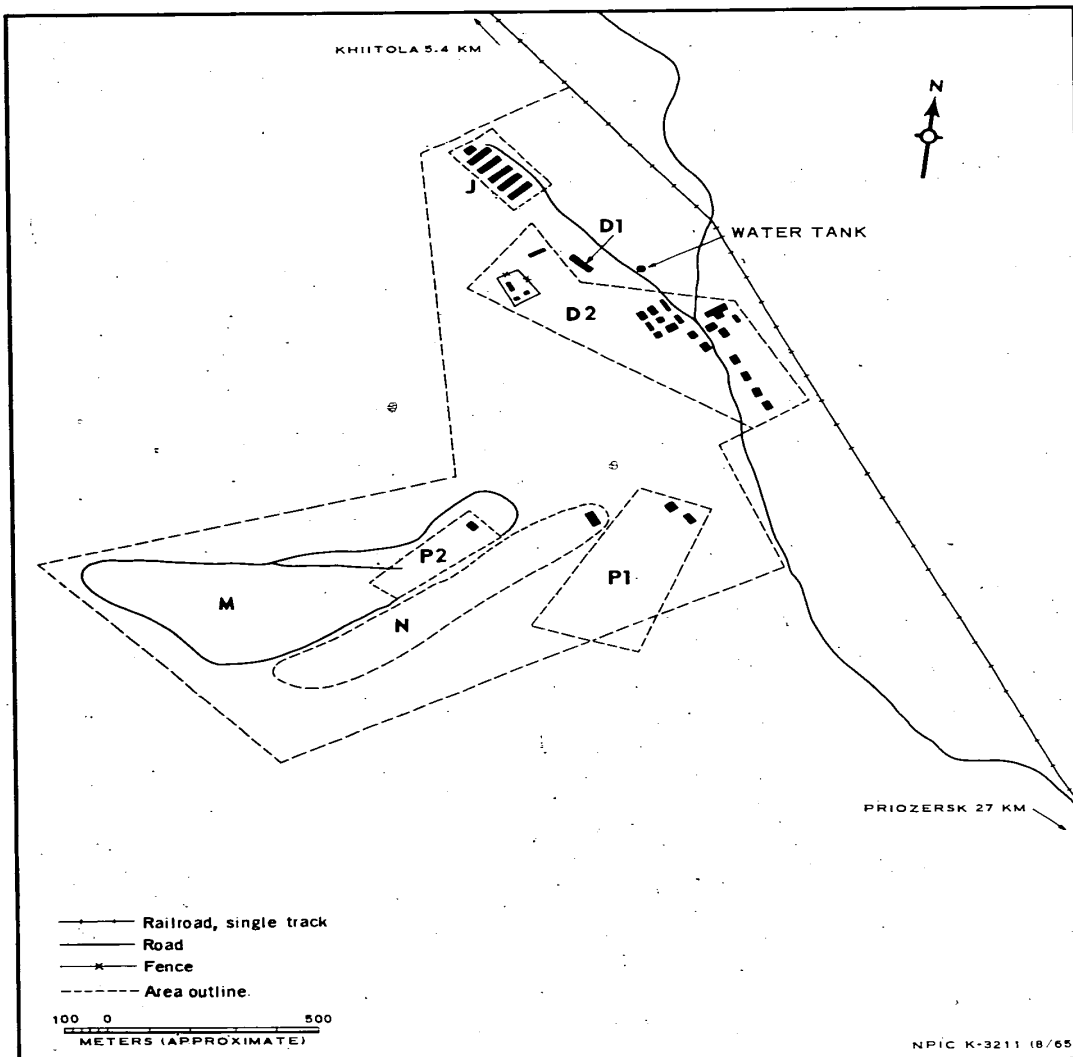 KHIITOLA 5.4 KM
N
J
D1
WATER TANK
D2
P2
P1
M
N
PRIOZERSK 27 KM
Railroad, single track
Road
Fence
Area outline.
100 0 500
METERS (APPROXIMATE)
NPIC K-3211 (8/65